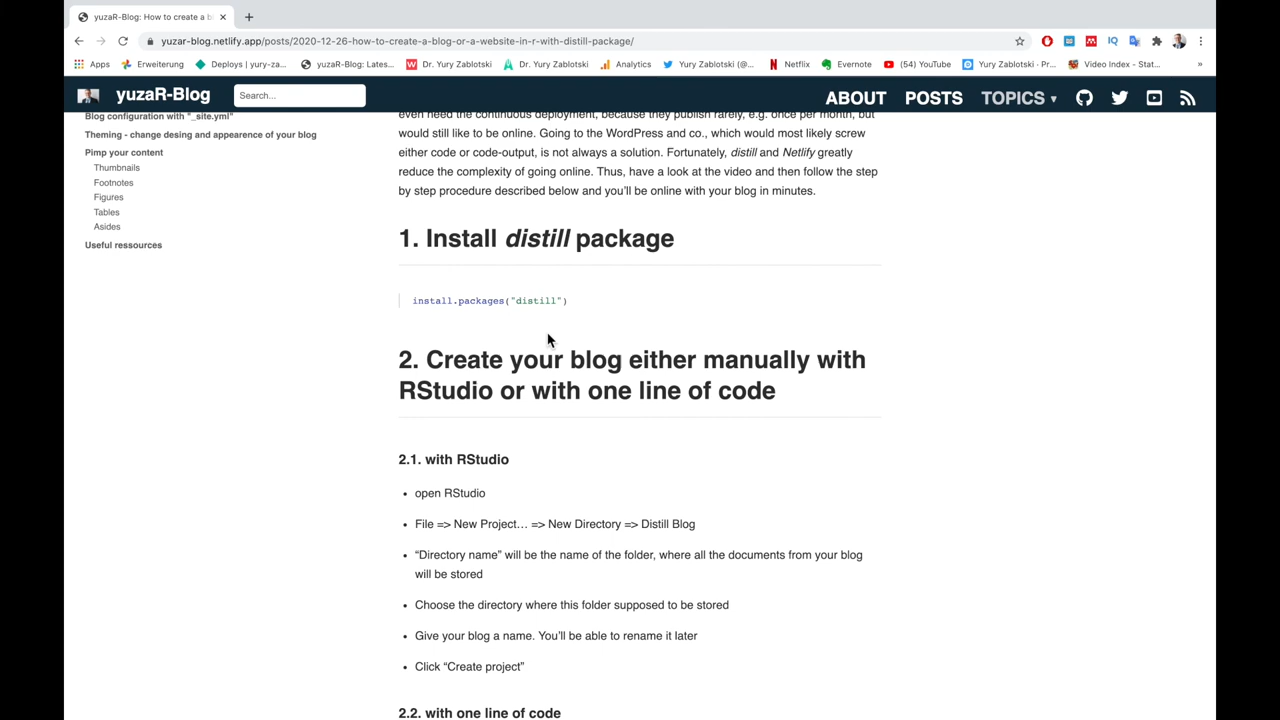 yuzaR-Blog: How to create a b
yuzar-blog.netlify.app/posts/2020-12-26-how-to-create-a-blog-or-a-website-in-r-with-distill-package/
Apps Erweiterung Deploys | yury-za... yuzaR-Blog: Lates... Dr. Yury Zablotski Dr. Yury Zablotski Analytics Yury Zablotski (@... Netflix Evernote (54) YouTube Yury Zablotski · Pr... Video Index - Stat... »
yuzaR-Blog Search... ABOUT POSTS TOPICS
Blog configuration with "_site.yml"
Theming - change desing and appearence of your blog
Pimp your content
Thumbnails
Footnotes
Figures
Tables
Asides
Useful ressources
even need the continuous deployment, because they publish rarely, e.g. once per month, but
would still like to be online. Going to the WordPress and co., which would most likely screw
either code or code-output, is not always a solution. Fortunately, distill and Netlify greatly
reduce the complexity of going online. Thus, have a look at the video and then follow the step
by step procedure described below and you'll be online with your blog in minutes.
1. Install distill package
install.packages("distill")
2. Create your blog either manually with
RStudio or with one line of code
2.1. with RStudio
• open RStudio
• File => New Project… => New Directory => Distill Blog
• “Directory name” will be the name of the folder, where all the documents from your blog
will be stored
• Choose the directory where this folder supposed to be stored
• Give your blog a name. You’ll be able to rename it later
• Click “Create project”
2.2. with one line of code